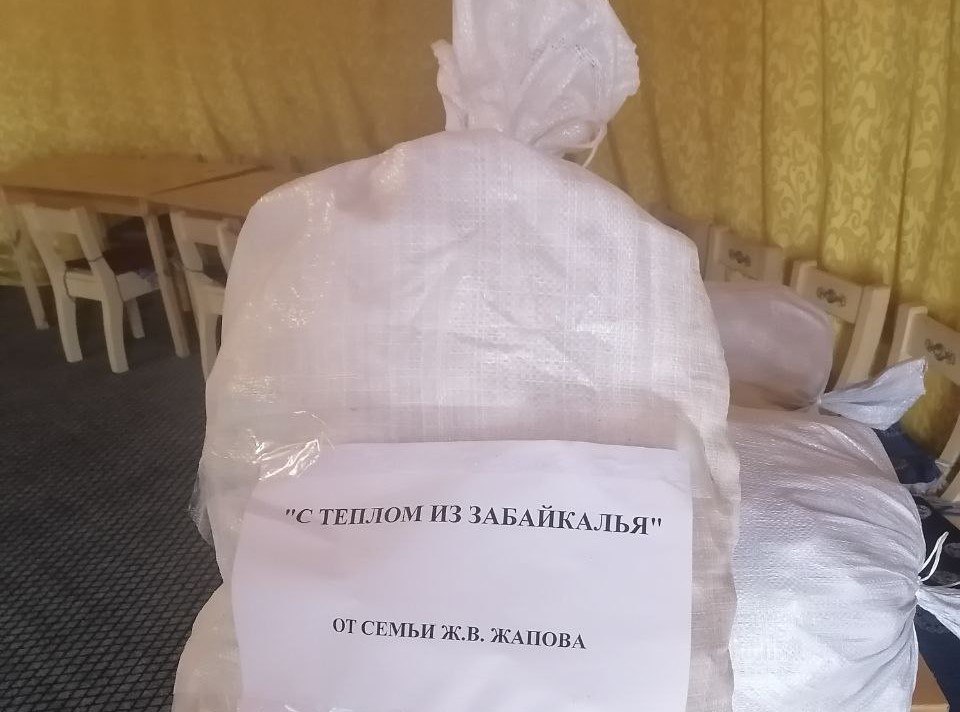 "С ТЕПЛОМ ИЗ ЗАБАЙКАЛЬЯ"
ОТ СЕМЬИ Ж.В. ЖАПОВА